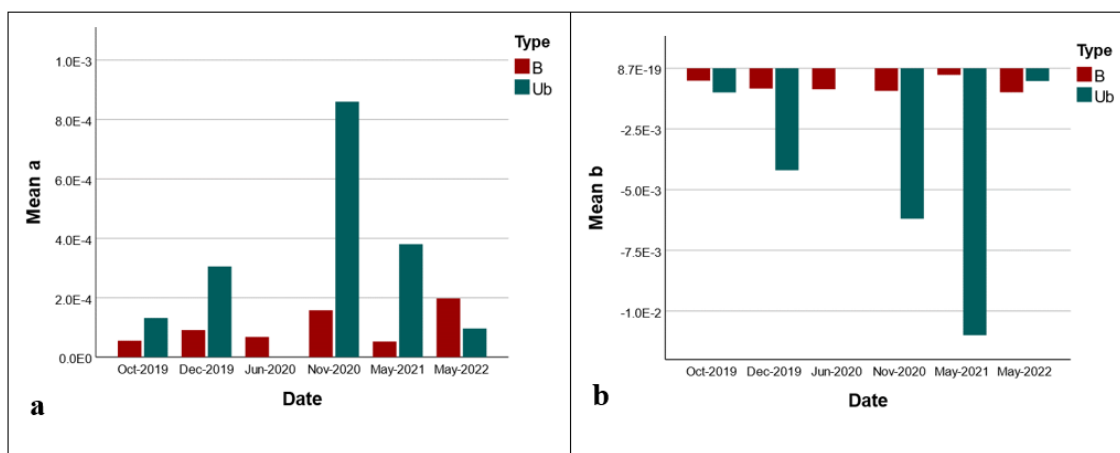 Type
B
Ub
1.0E-3
8.0E-4
6.0E-4
4.0E-4
2.0E-4
0.0E0
Mean a
Oct-2019 Dec-2019 Jun-2020 Nov-2020 May-2021 May-2022
Date
a
Type
B
Ub
8.7E-19
-2.5E-3
-5.0E-3
-7.5E-3
-1.0E-2
Mean b
Oct-2019 Dec-2019 Jun-2020 Nov-2020 May-2021 May-2022
Date
b